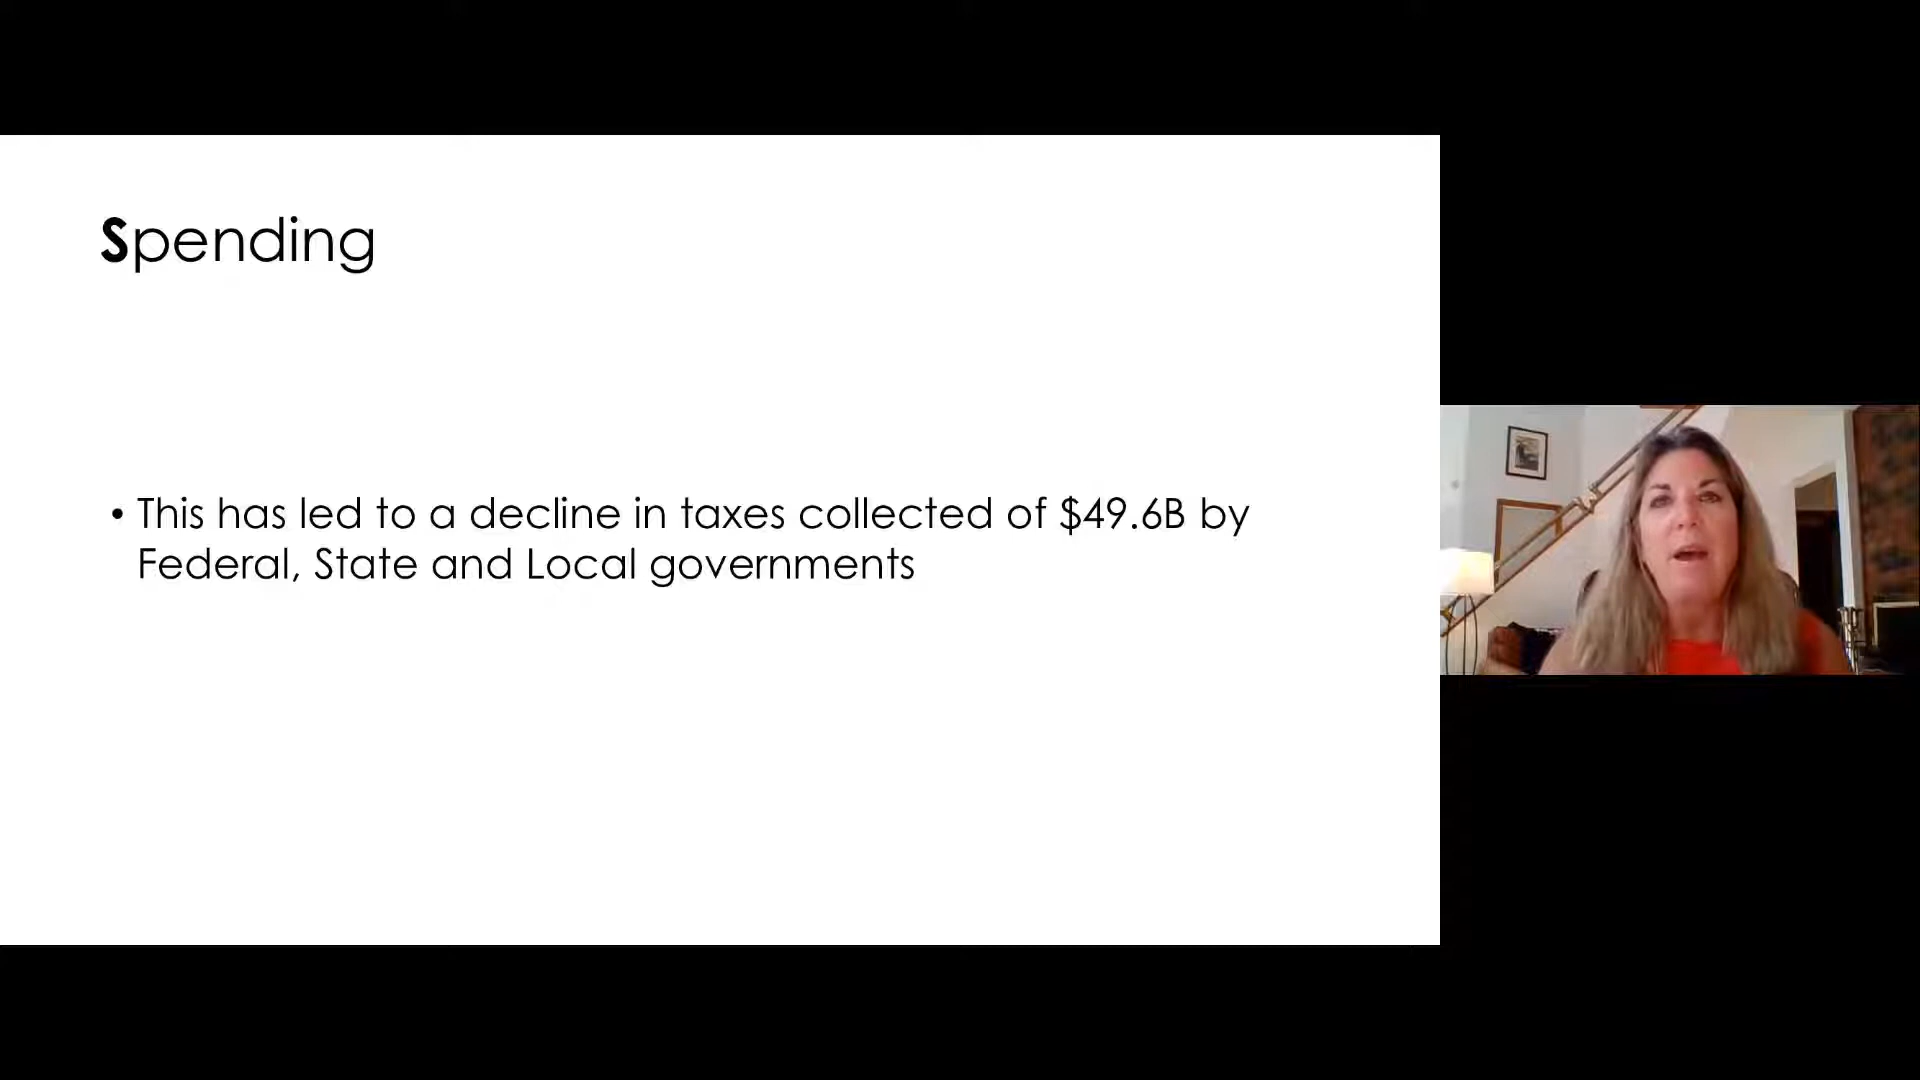 Spending
• This has led to a decline in taxes collected of $49.6B by
Federal, State and Local governments